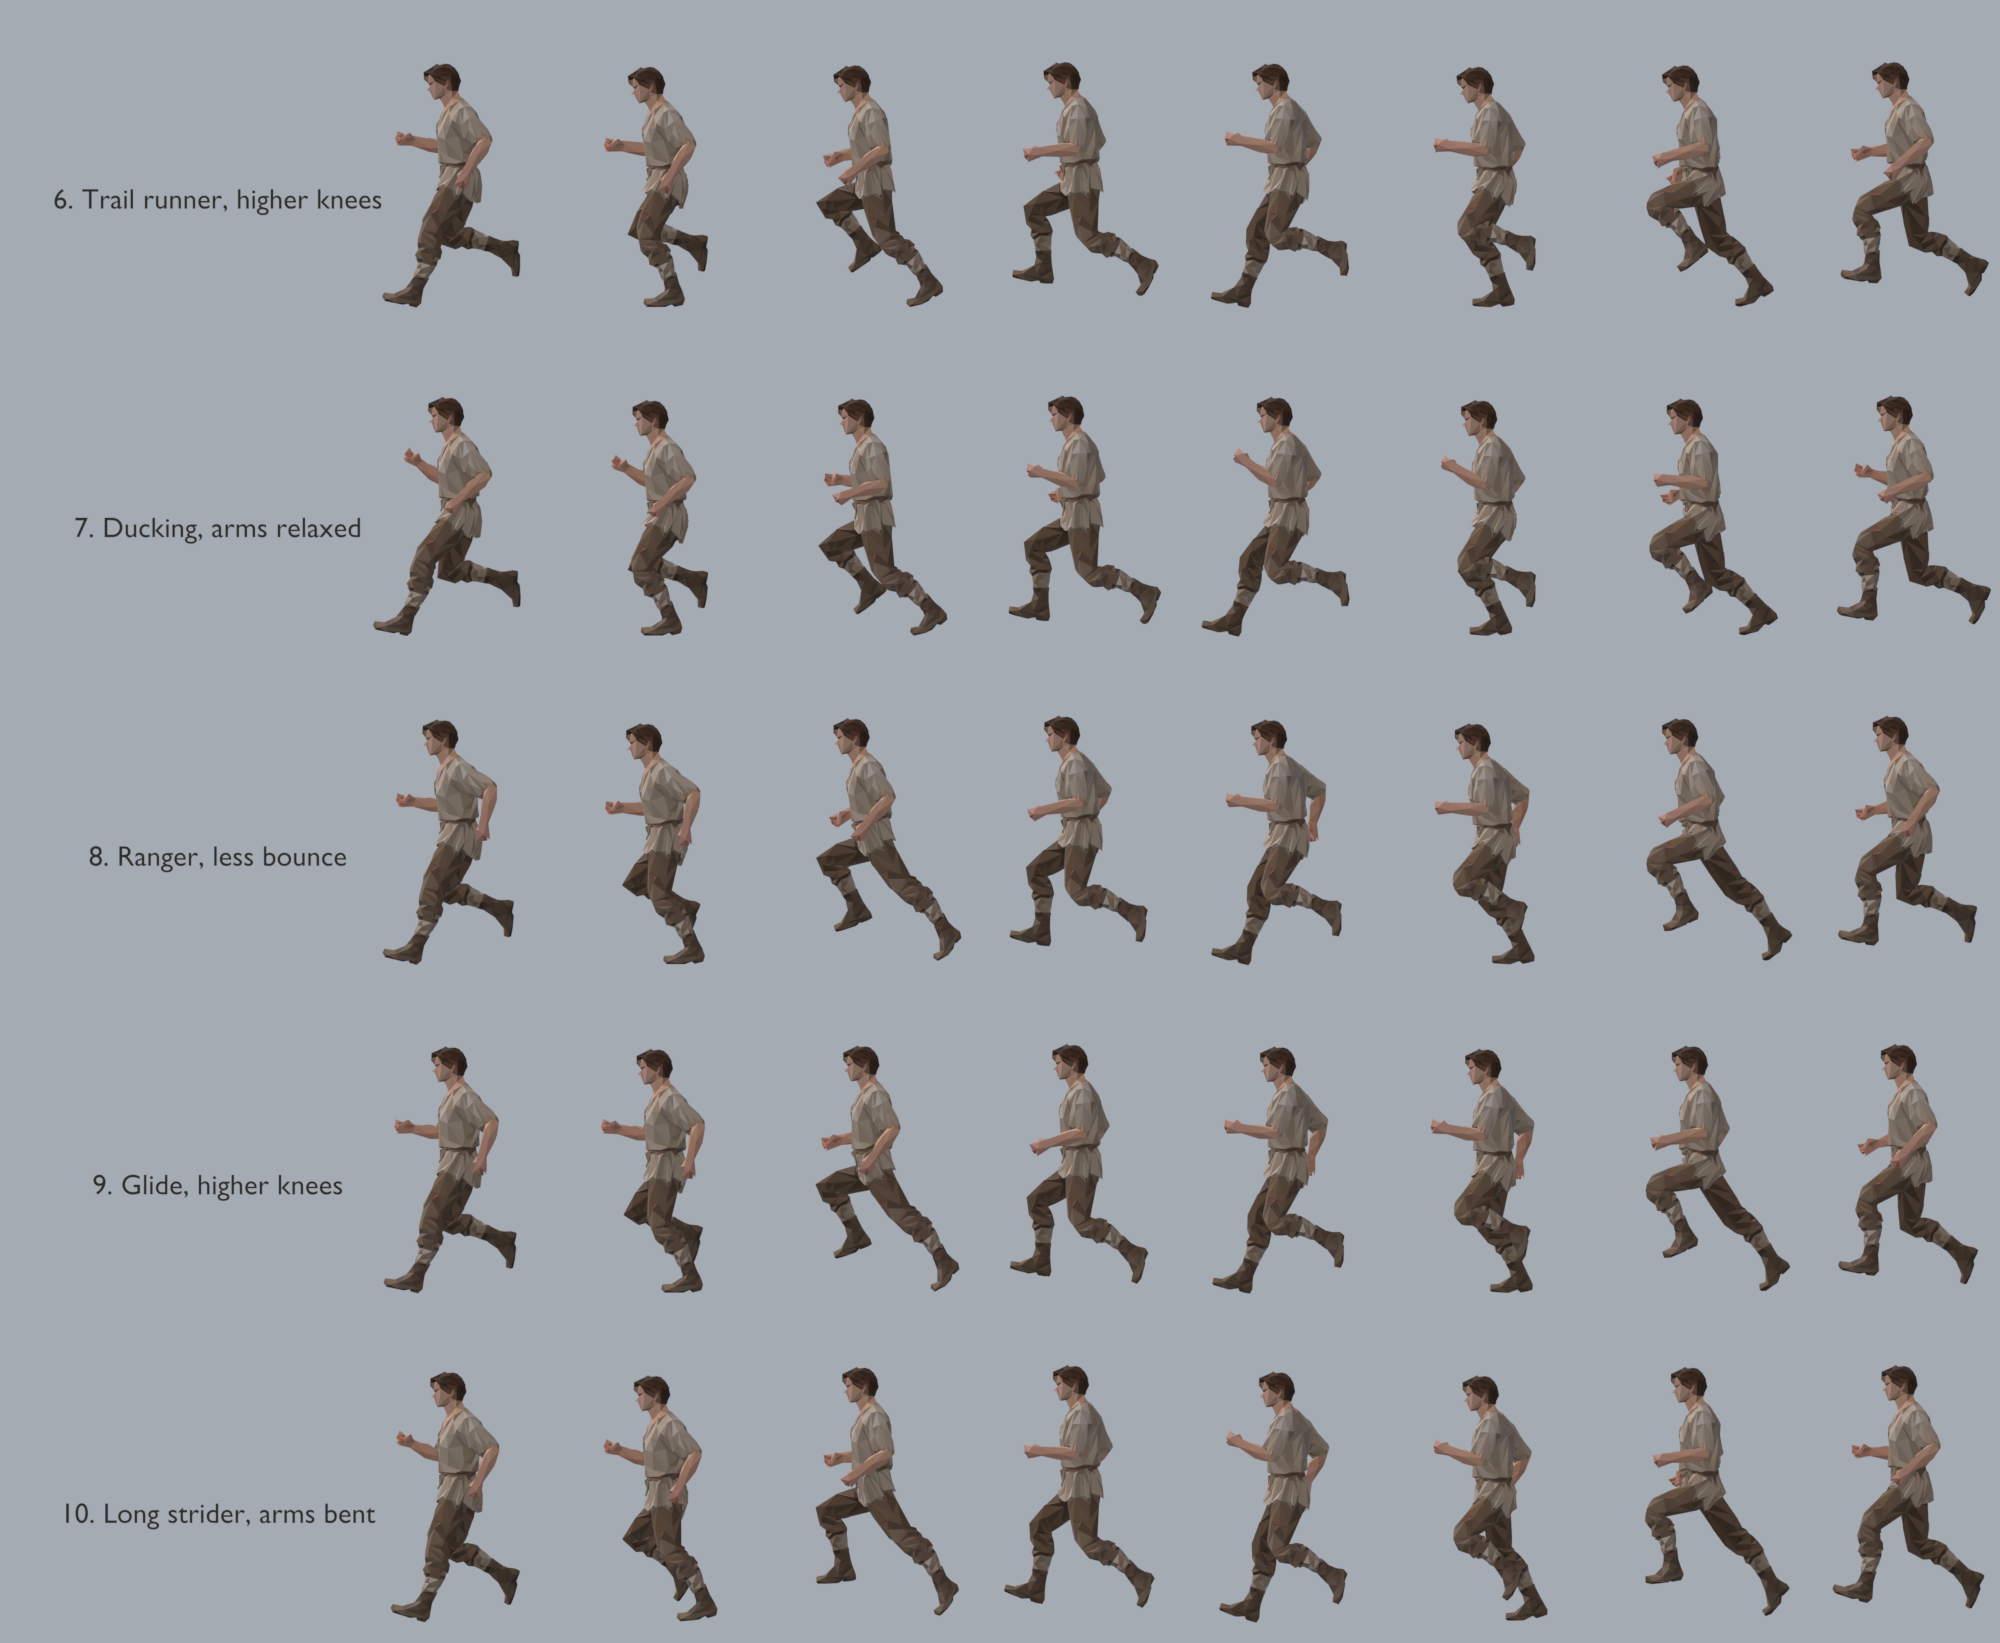 6. Trail runner, higher knees
7. Ducking, arms relaxed
8. Ranger, less bounce
9. Glide, higher knees
10. Long strider, arms bent